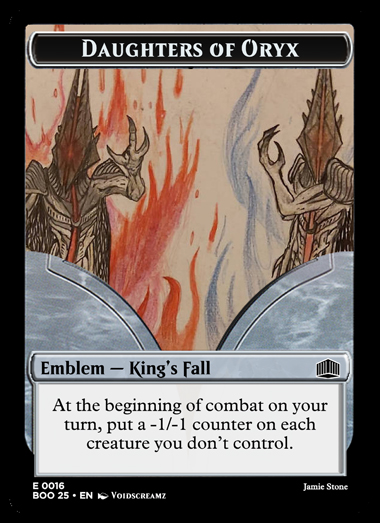 Daughters of Oryx
Emblem — King's Fall
At the beginning of combat on your
turn, put a -1/-1 counter on each
creature you don't control.
E 0016
BOO 25 • EN Voidscreamz
Jamie Stone